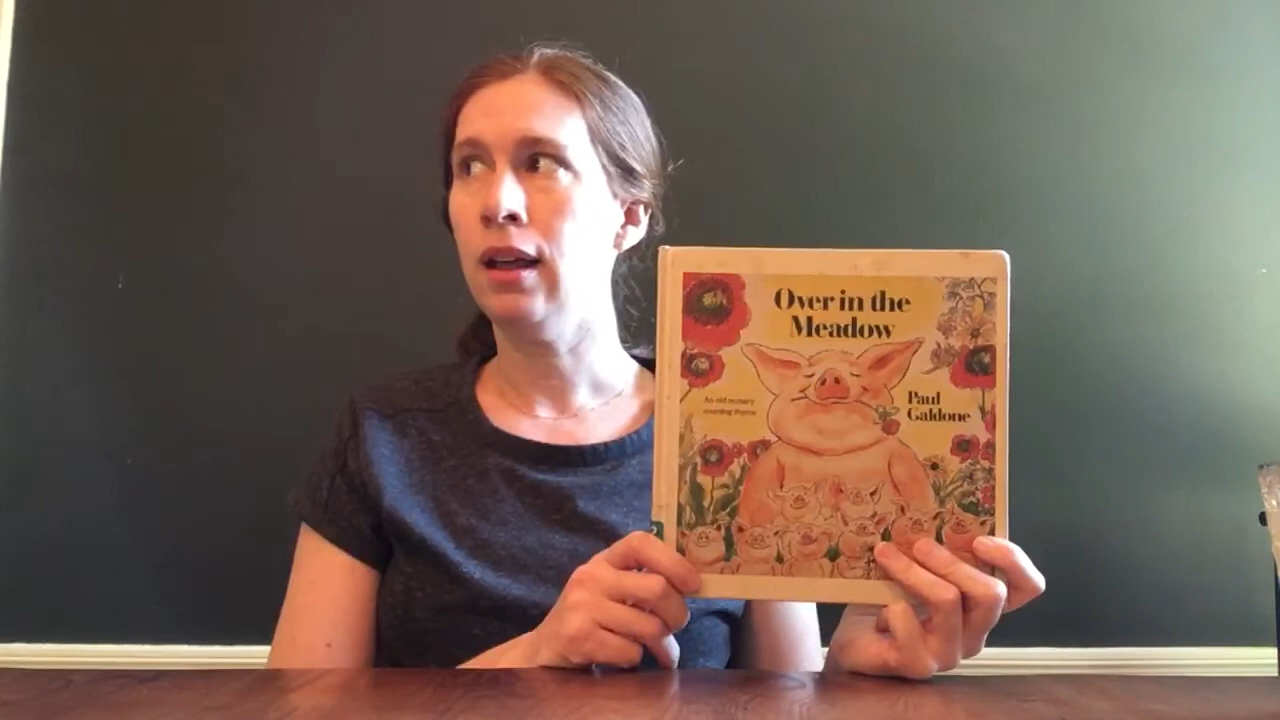 Over in the
Meadow
An old nursery
counting rhyme
Paul
Galdone